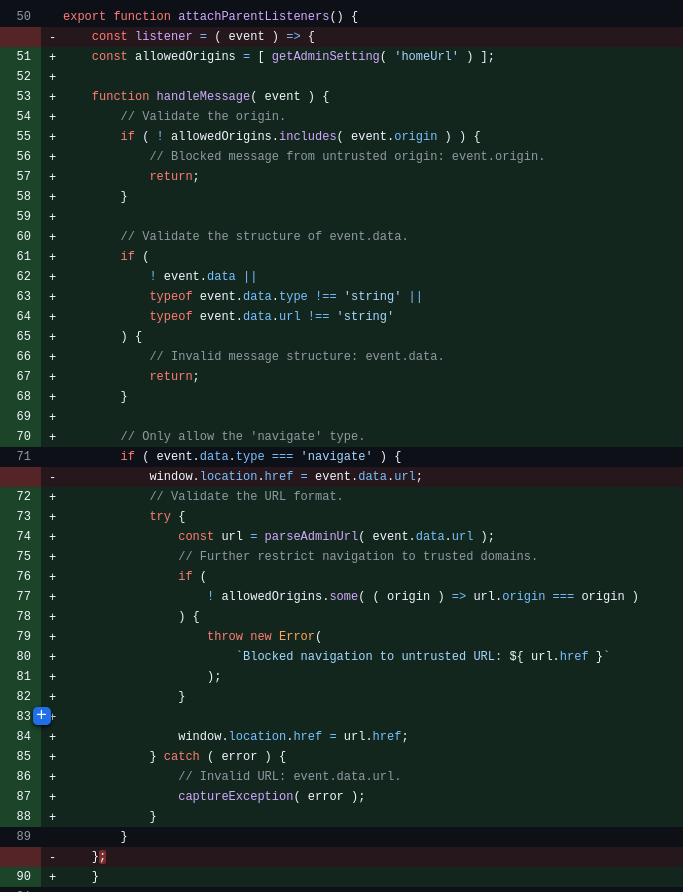 50 export function attachParentListeners() {
- const listener = ( event ) => {
51 + const allowedOrigins = [ getAdminSetting( 'homeUrl' ) ];
52 +
53 + function handleMessage( event ) {
54 + // Validate the origin.
55 + if ( ! allowedOrigins.includes( event.origin ) ) {
56 + // Blocked message from untrusted origin: event.origin.
57 + return;
58 + }
59 +
60 + // Validate the structure of event.data.
61 + if (
62 + ! event.data ||
63 + typeof event.data.type !== 'string' ||
64 + typeof event.data.url !== 'string'
65 + ) {
66 + // Invalid message structure: event.data.
67 + return;
68 + }
69 +
70 + // Only allow the 'navigate' type.
71 if ( event.data.type === 'navigate' ) {
- window.location.href = event.data.url;
72 + // Validate the URL format.
73 + try {
74 + const url = parseAdminUrl( event.data.url );
75 + // Further restrict navigation to trusted domains.
76 + if (
77 + ! allowedOrigins.some( ( origin ) => url.origin === origin )
78 + ) {
79 + throw new Error(
80 + `Blocked navigation to untrusted URL: ${ url.href }`
81 + );
82 + }
83 + +
84 + window.location.href = url.href;
85 + } catch ( error ) {
86 + // Invalid URL: event.data.url.
87 + captureException( error );
88 + }
89 }
- };
90 + }